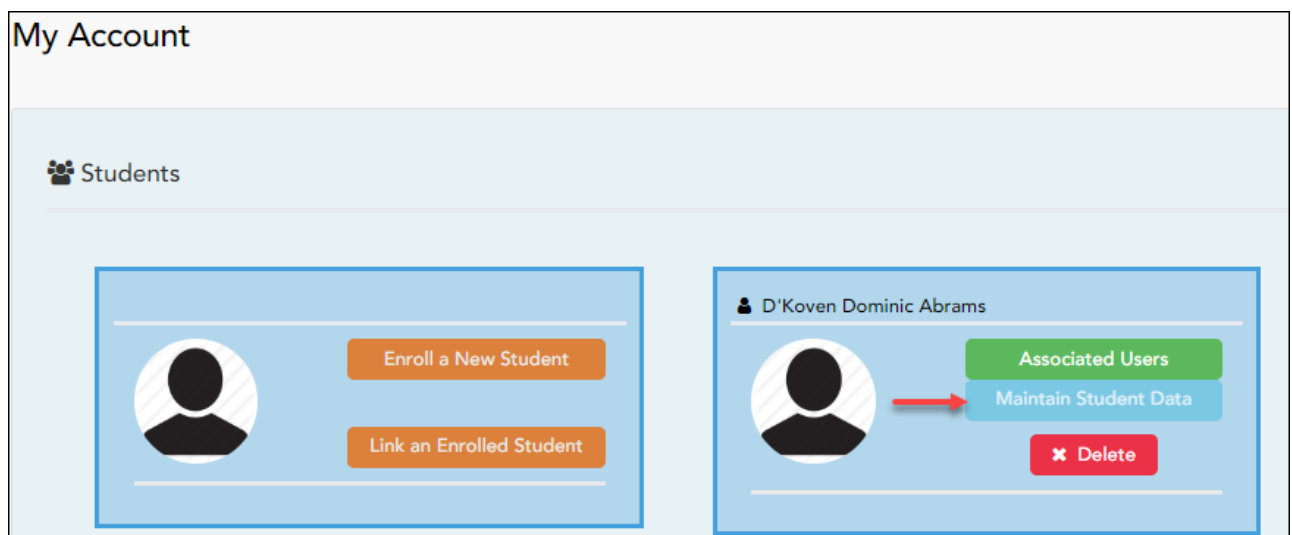 My Account
Students
Enroll a New Student
Link an Enrolled Student
D'Koven Dominic Abrams
Associated Users
Maintain Student Data
Delete